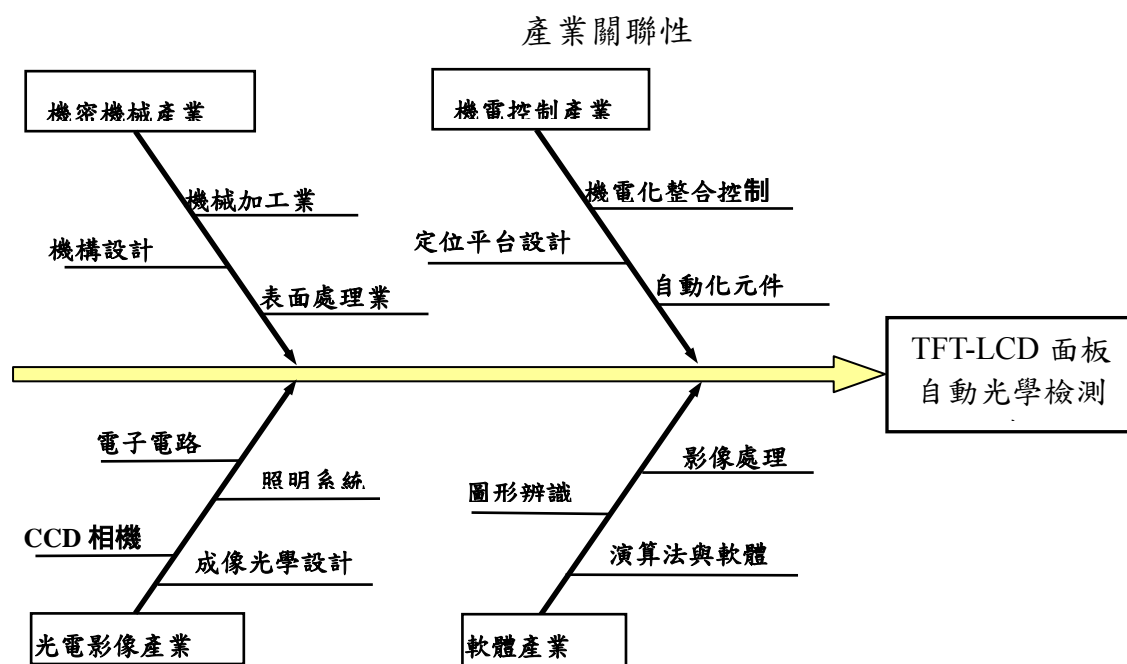 產業關聯性
機密機械產業
機電控制產業
機械加工業
機電化整合控制
機構設計
定位平台設計
表面處理業
自動化元件
TFT-LCD 面板
自動光學檢測
電子電路
影像處理
照明系統
圖形辨識
CCD 相機
成像光學設計
演算法與軟體
光電影像產業
軟體產業